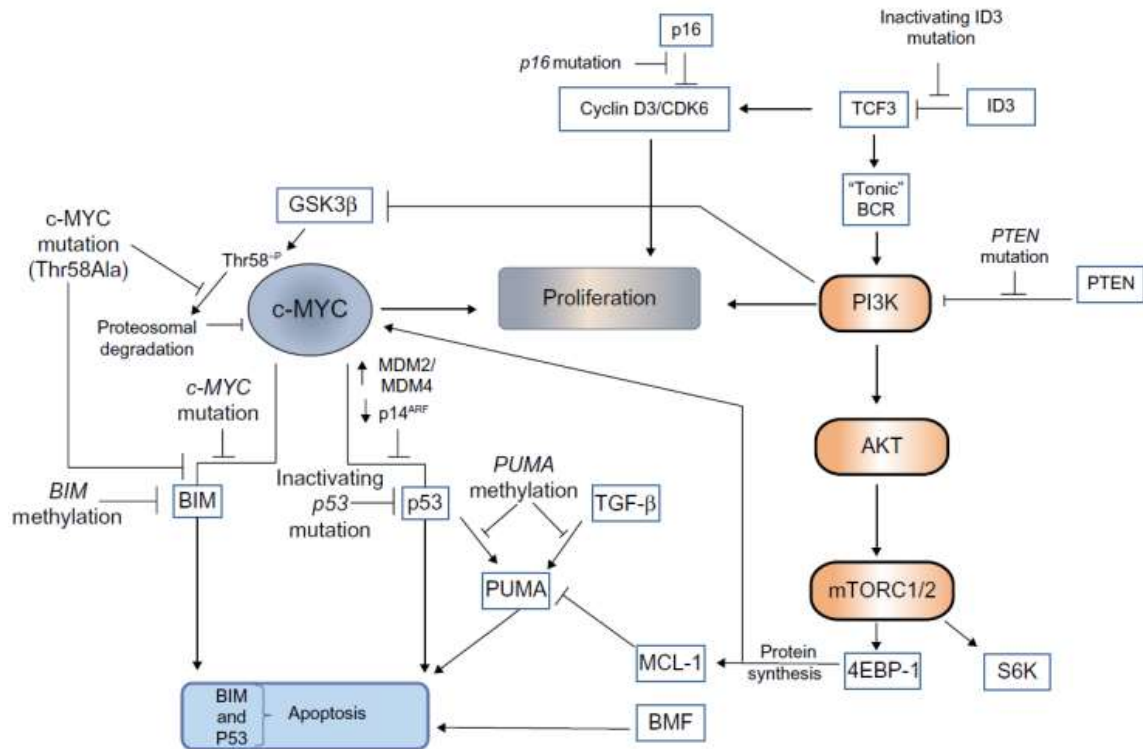 p16
Inactivating ID3
mutation
p16 mutation
Cyclin D3/CDK6
TCF3
ID3
"Tonic"
BCR
GSK3β
c-MYC
mutation
(Thr58Ala)
Thr58~P
PTEN
mutation
PTEN
c-MYC
Proliferation
PI3K
Proteosomal
degradation
MDM2/
MDM4
p14ARF
c-MYC
mutation
AKT
BIM
methylation
BIM
Inactivating
p53
mutation
p53
PUMA
methylation
TGF-β
PUMA
mTORC1/2
MCL-1
Protein
synthesis
4EBP-1
S6K
BIM
and
P53
Apoptosis
BMF